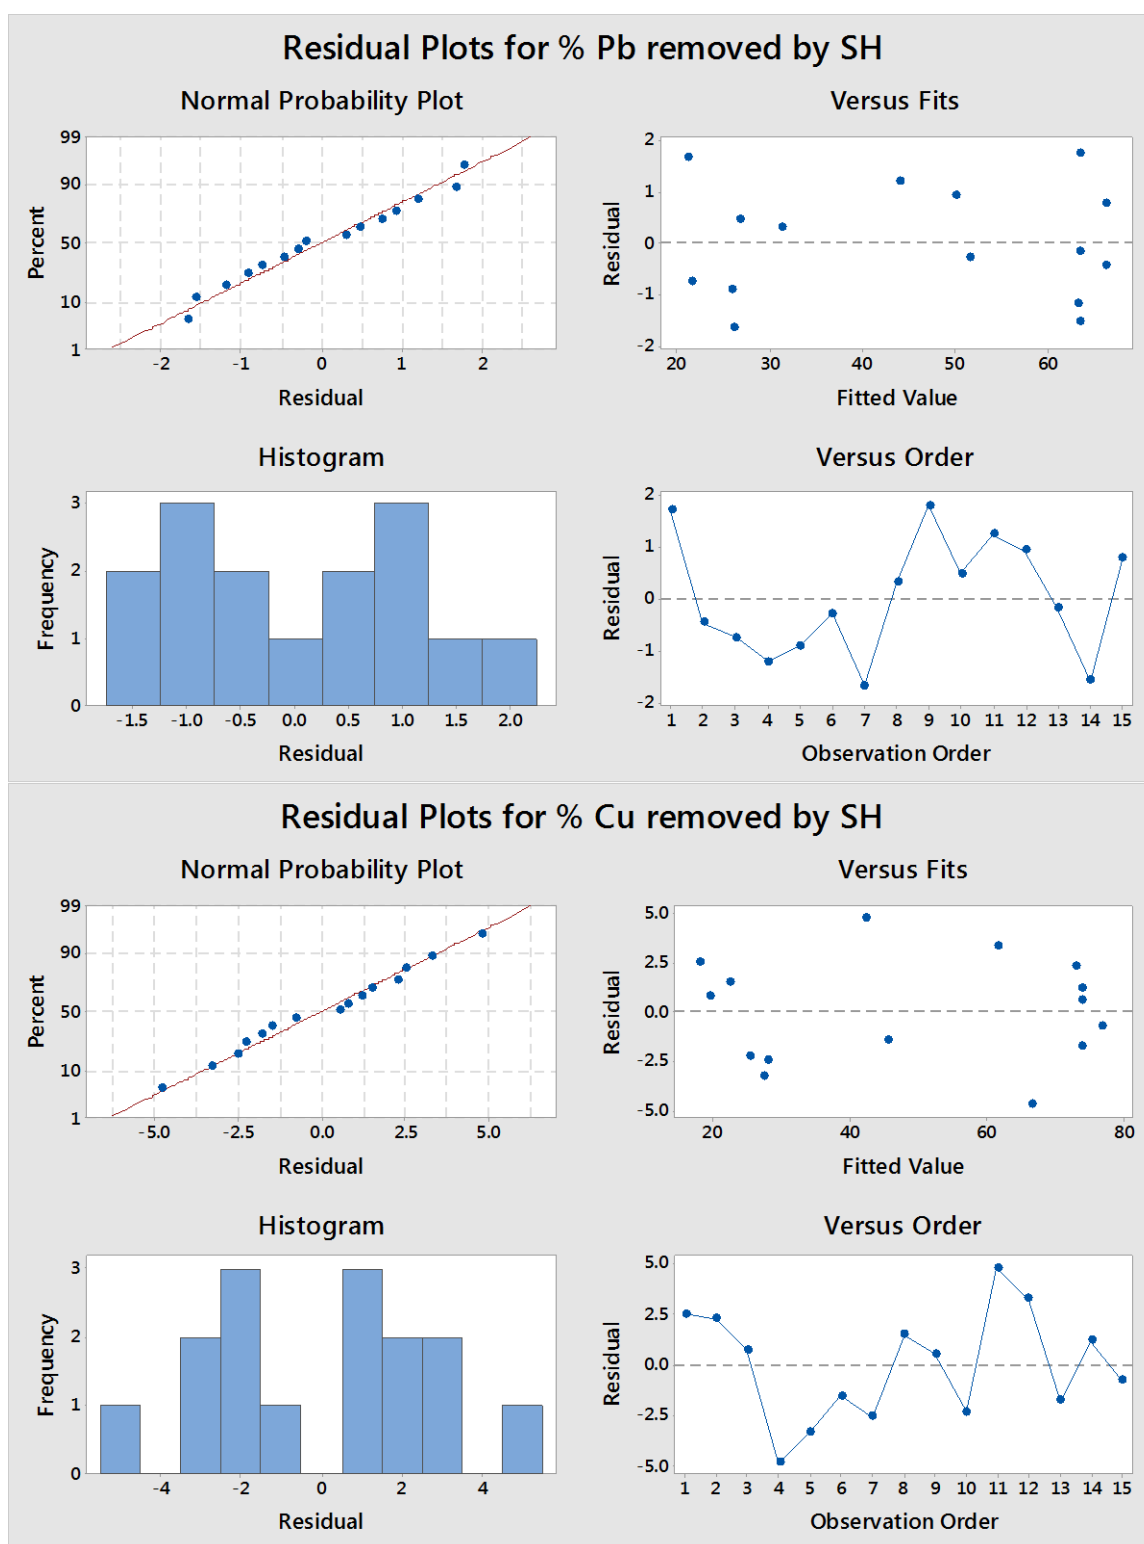 Residual Plots for % Pb removed by SH
Normal Probability Plot
99
90
50
10
1
Percent
-2 -1 0 1 2
Residual
Versus Fits
2
1
0
-1
-2
Residual
20 30 40 50 60
Fitted Value
Histogram
3
2
1
0
Frequency
-1.5 -1.0 -0.5 0.0 0.5 1.0 1.5 2.0
Residual
Versus Order
2
1
0
-1
-2
Residual
1 2 3 4 5 6 7 8 9 10 11 12 13 14 15
Observation Order
Residual Plots for % Cu removed by SH
Normal Probability Plot
99
90
50
10
1
Percent
-5.0 -2.5 0.0 2.5 5.0
Residual
Versus Fits
5.0
2.5
0.0
-2.5
-5.0
Residual
20 40 60 80
Fitted Value
Histogram
3
2
1
0
Frequency
-4 -2 0 2 4
Residual
Versus Order
5.0
2.5
0.0
-2.5
-5.0
Residual
1 2 3 4 5 6 7 8 9 10 11 12 13 14 15
Observation Order